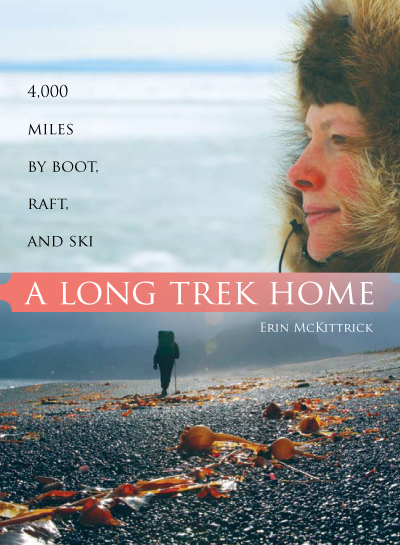 4,000
MILES
BY BOOT,
RAFT,
AND SKI
A LONG TREK HOME
ERIN MCKITTRICK